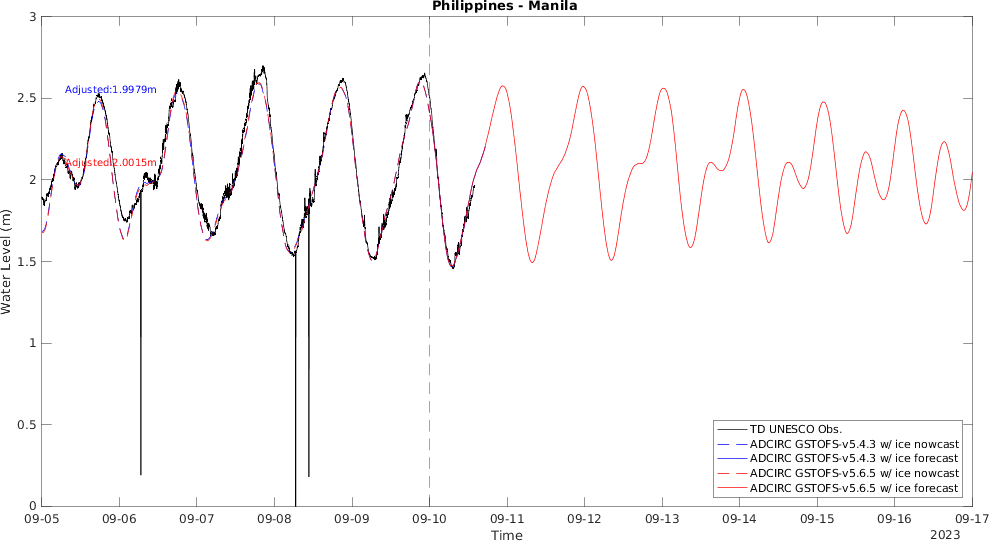 Philippines - Manila
3
2.5
2
1.5
1
0.5
0
Water Level (m)
Adjusted:1.9979m
Adjusted:2.0015m
TD UNESCO Obs.
ADCIRC GSTOFS-v5.4.3 w/ ice nowcast
ADCIRC GSTOFS-v5.4.3 w/ ice forecast
ADCIRC GSTOFS-v5.6.5 w/ ice nowcast
ADCIRC GSTOFS-v5.6.5 w/ ice forecast
09-05 09-06 09-07 09-08 09-09 09-10 09-11 09-12 09-13 09-14 09-15 09-16 09-17
Time
2023